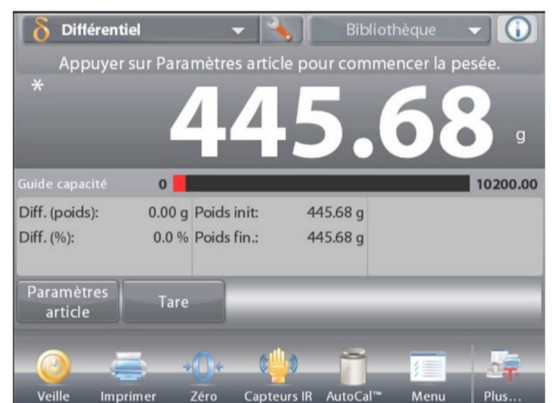 δ Différentiel Bibliothèque
Appuyer sur Paramètres article pour commencer la pesée.
*
445.68 g
Guide capacité 0 10200.00
Diff. (poids): 0.00 g Poids init: 445.68 g
Diff. (%): 0.0 % Poids fin.: 445.68 g
Paramètres article Tare
Veille Imprimer Zéro Capteurs IR AutoCal™ Menu Plus...